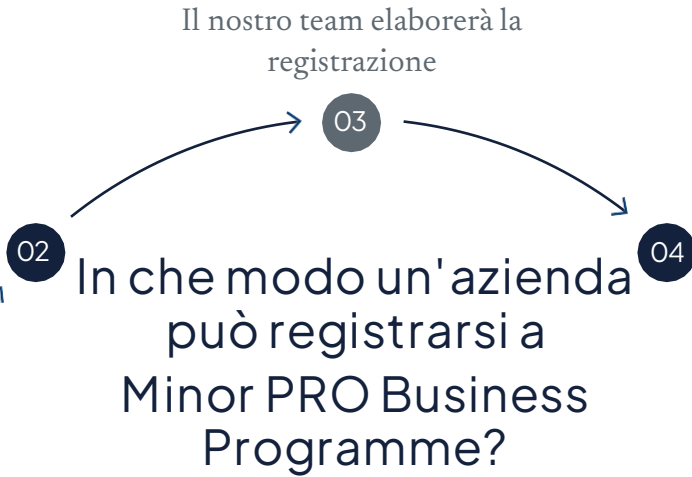 Il nostro team elaborerà la
registrazione
03
02
04
In che modo un'azienda
può registrarsi a
Minor PRO Business
Programme?